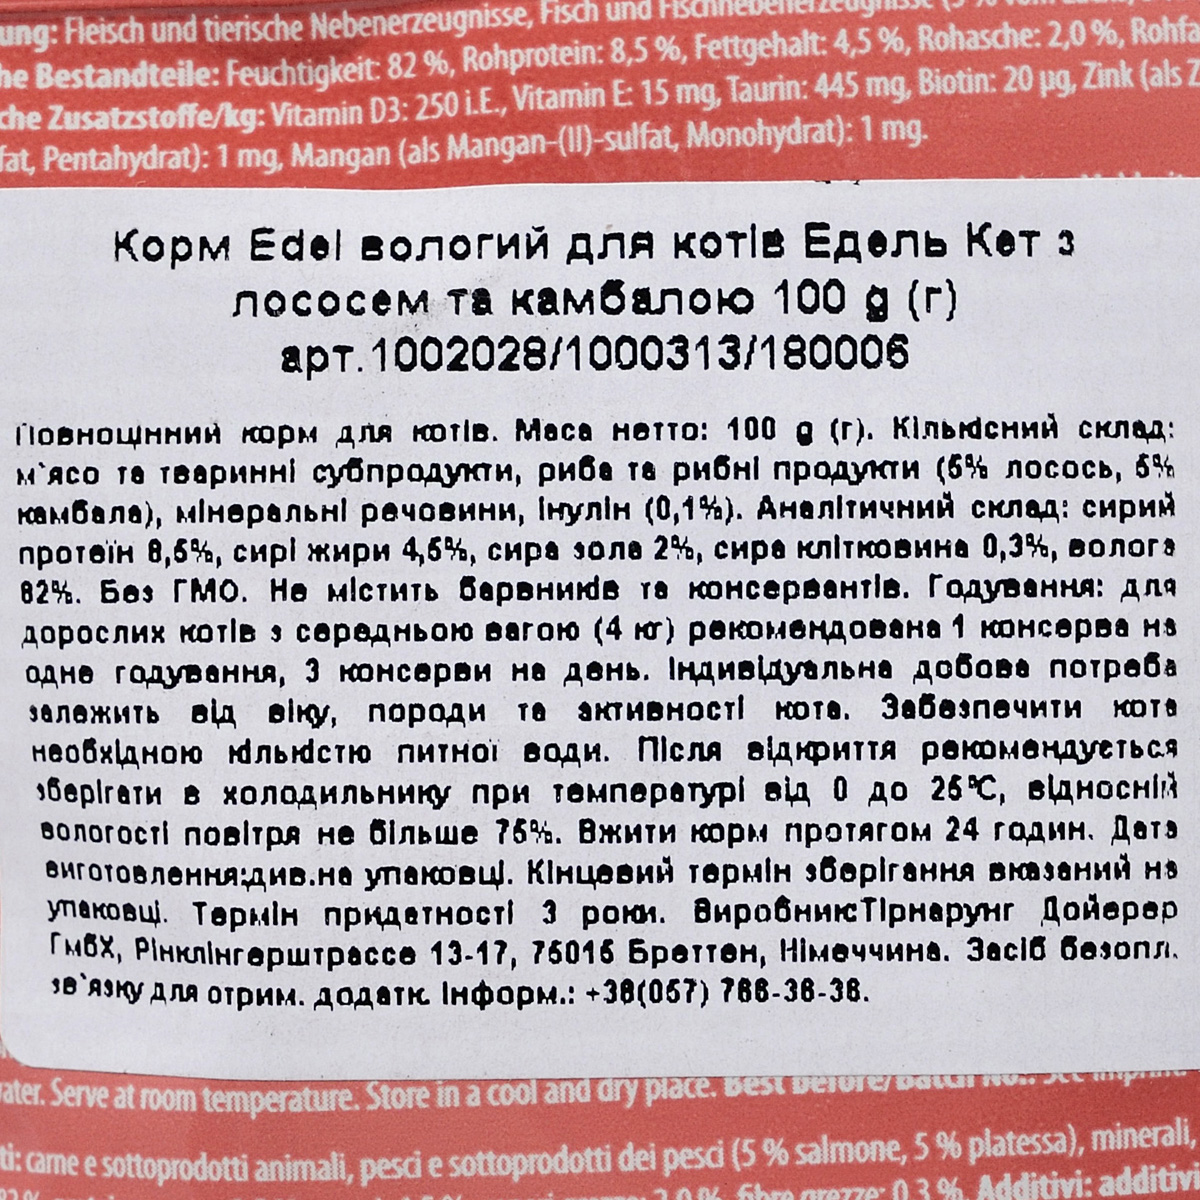 ung: Fleisch und tierische Nebenerzeugnisse, Fisch und Fischnebenerzeugnisse (5 %
he Bestandteile: Feuchtigkeit: 82 %, Rohprotein: 8,5 %, Fettgehalt: 4,5 %, Rohasche: 2,0 %, Rohfa
che Zusatzstoffe/kg: Vitamin D3: 250 i.E., Vitamin E: 15 mg, Taurin: 445 mg, Biotin: 20 µg, Zink (als Z
fat, Pentahydrat): 1 mg, Mangan (als Mangan-(II)-sulfat, Monohydrat): 1 mg.
Корм Edel вологий для котів Едель Кет з
лососем та камбалою 100 g (г)
арт.1002028/1000313/180006
Повноцінний корм для котів. Маса нетто: 100 g (г). Кількісний склад:
м`ясо та тваринні субпродукти, риба та рибні продукти (5% лосось, 5%
камбала), мінеральні речовини, інулін (0,1%). Аналітичний склад: сирий
протеїн 8,5%, сирі жири 4,5%, сира зола 2%, сира клітковина 0,3%, волога
82%. Без ГМО. Не містить барвників та консервантів. Годування: для
дорослих котів з середньою вагою (4 кг) рекомендована 1 консерва на
одне годування, 3 консерви на день. Індивідуальна добова потреба
залежить від віку, породи та активності кота. Забезпечити кота
необхідною кількістю питної води. Після відкриття рекомендується
зберігати в холодильнику при температурі від 0 до 25℃, відносній
вологості повітря не більше 75%. Вжити корм протягом 24 годин. Дата
виготовлення:див.на упаковці. Кінцевий термін зберігання вказаний на
упаковці. Термін придатності 3 роки. Виробник:Тірнарунг Дойерер
ГмбХ, Рінклінгерштрассе 13-17, 75015 Бреттен, Німеччина. Засіб безопл.
зв`язку для отрим. додатк. інформ.: +38(057) 766-36-36.
ater. Serve at room temperature. Store in a cool and dry place. Best before/Batch No.: See imprint
ti: carne e sottoprodotti animali, pesci e sottoprodotti dei pesci (5 % salmone, 5 % platessa), minerali,
2,0 %, fibre grezze: 0,3 %. Additivi: additivi